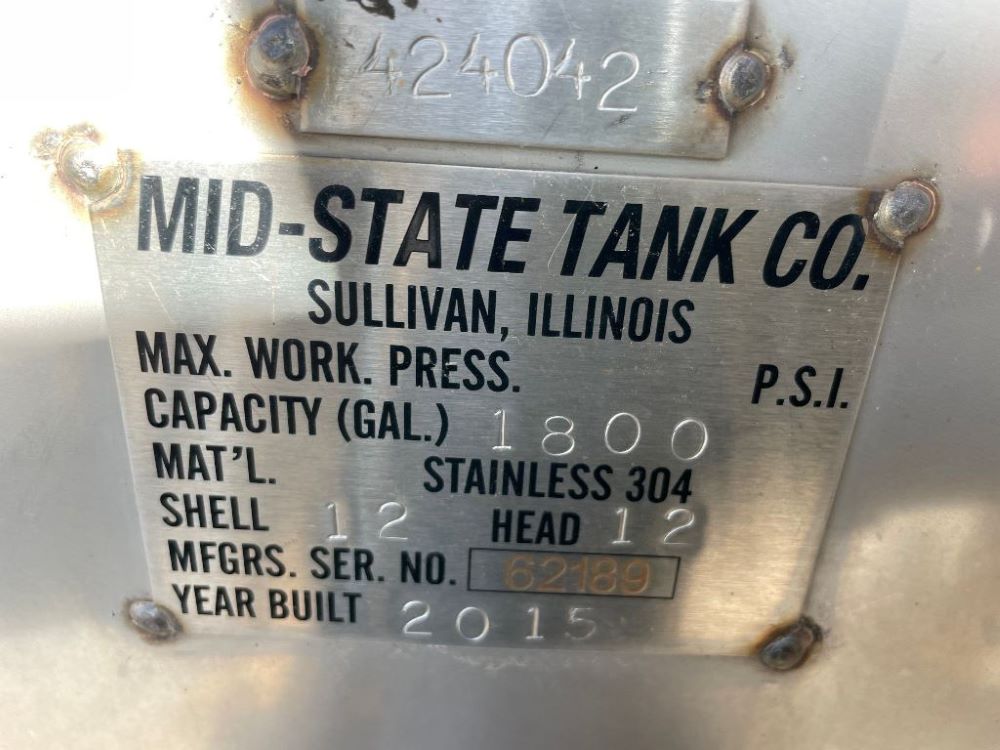 424042
MID-STATE TANK CO.
SULLIVAN, ILLINOIS
MAX. WORK. PRESS. P.S.I.
CAPACITY (GAL.) 1800
MAT'L. STAINLESS 304
SHELL 12 HEAD 12
MFGRS. SER. NO. 62189
YEAR BUILT 2015